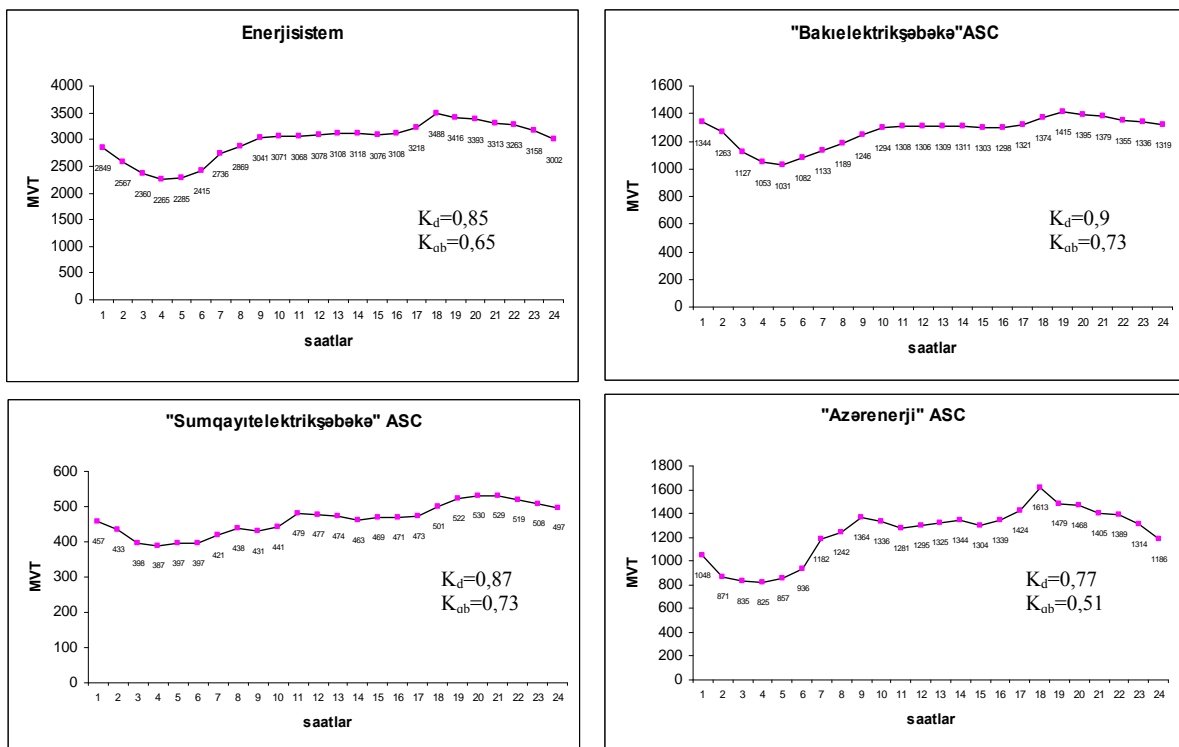 Enerjisistem
4000
3500
3000
2500
2000
1500
1000
500
0
MVT
2849 2567 2360 2265 2285 2415 2736 2869 3041 3071 3068 3078 3108 3118 3076 3108 3218 3488 3416 3393 3313 3263 3158 3002
K_d=0,85
K_qb=0,65
1 2 3 4 5 6 7 8 9 10 11 12 13 14 15 16 17 18 19 20 21 22 23 24
saatlar
"Bakıelektrikşəbəkə"ASC
1600
1400
1200
1000
800
600
400
200
0
MVT
1344 1263 1127 1053 1031 1082 1133 1189 1246 1294 1308 1306 1309 1311 1303 1298 1321 1374 1415 1395 1379 1355 1336 1319
K_d=0,9
K_qb=0,73
1 2 3 4 5 6 7 8 9 10 11 12 13 14 15 16 17 18 19 20 21 22 23 24
saatlar
"Sumqayıtelektrikşəbəkə" ASC
600
500
400
300
200
100
0
MVT
457 433 398 387 397 397 421 438 431 441 479 477 474 463 469 471 473 501 522 530 529 519 508 497
K_d=0,87
K_qb=0,73
1 2 3 4 5 6 7 8 9 10 11 12 13 14 15 16 17 18 19 20 21 22 23 24
saatlar
"Azərenerji" ASC
1800
1600
1400
1200
1000
800
600
400
200
0
MVT
1048 871 835 825 857 936 1182 1242 1364 1336 1281 1295 1325 1344 1304 1339 1424 1613 1479 1468 1405 1389 1314 1186
K_d=0,77
K_qb=0,51
1 2 3 4 5 6 7 8 9 10 11 12 13 14 15 16 17 18 19 20 21 22 23 24
saatlar